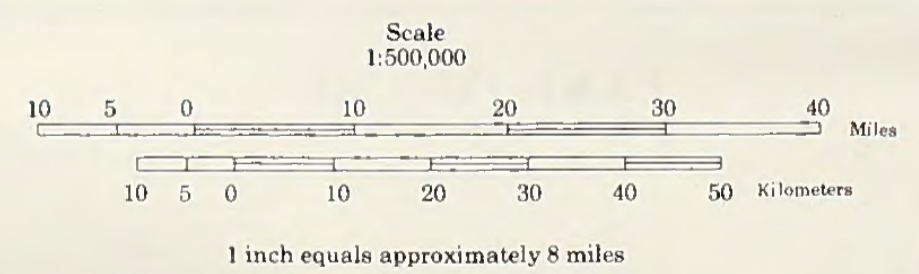 Scale
1:500,000
10 5 0 10 20 30 40 Miles
10 5 0 10 20 30 40 50 Kilometers
1 inch equals approximately 8 miles